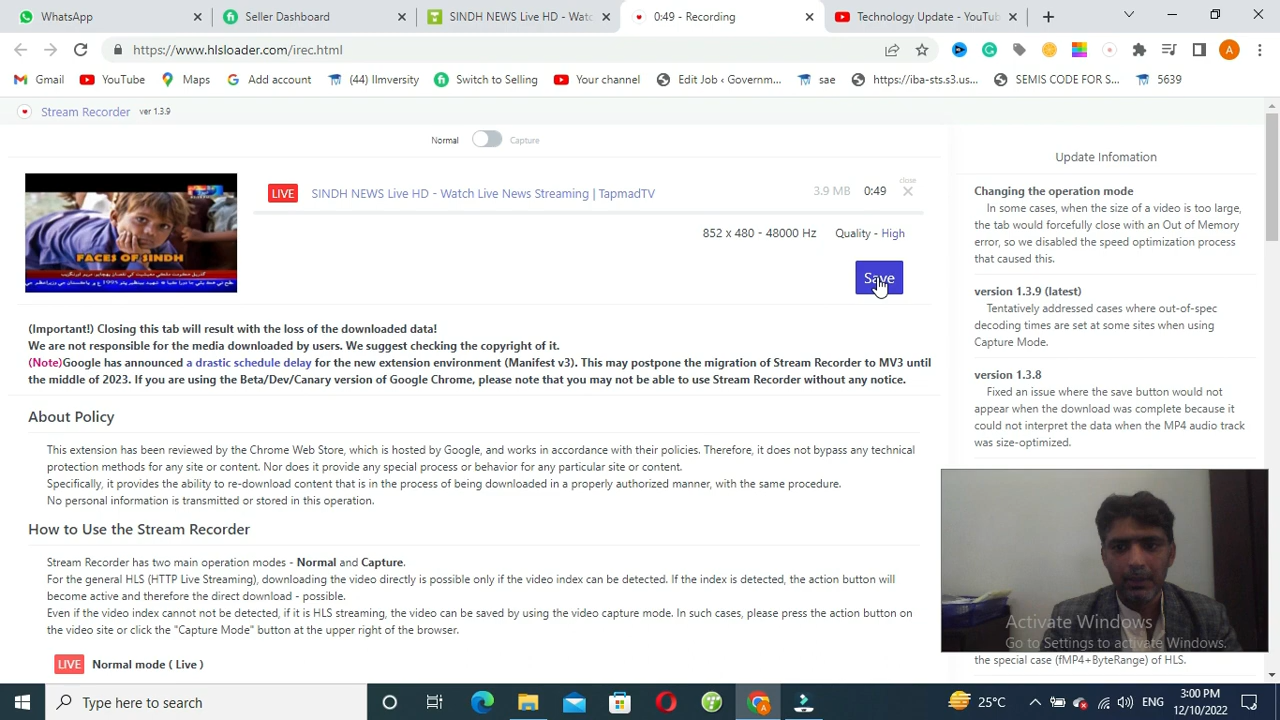 WhatsApp
Seller Dashboard
SINDH NEWS Live HD - Watc
0:49 - Recording
Technology Update - YouTub
https://www.hlsloader.com/irec.html
A
Gmail
YouTube
Maps
Add account
(44) IImversity
Switch to Selling
Your channel
Edit Job ‹ Governm...
sae
https://iba-sts.s3.us...
SEMIS CODE FOR S...
5639
Stream Recorder ver 1.3.9
Normal Capture
LIVE SINDH NEWS Live HD - Watch Live News Streaming | TapmadTV 3.9 MB 0:49 close
852 x 480 - 48000 Hz Quality - High
FACES OF SINDH
Save
(Important!) Closing this tab will result with the loss of the downloaded data!
We are not responsible for the media downloaded by users. We suggest checking the copyright of it.
(Note)Google has announced a drastic schedule delay for the new extension environment (Manifest v3). This may postpone the migration of Stream Recorder to MV3 until
the middle of 2023. If you are using the Beta/Dev/Canary version of Google Chrome, please note that you may not be able to use Stream Recorder without any notice.
About Policy
This extension has been reviewed by the Chrome Web Store, which is hosted by Google, and works in accordance with their policies. Therefore, it does not bypass any technical
protection methods for any site or content. Nor does it provide any special process or behavior for any particular site or content.
Specifically, it provides the ability to re-download content that is in the process of being downloaded in a properly authorized manner, with the same procedure.
No personal information is transmitted or stored in this operation.
How to Use the Stream Recorder
Stream Recorder has two main operation modes - Normal and Capture.
For the general HLS (HTTP Live Streaming), downloading the video directly is possible only if the video index can be detected. If the index is detected, the action button will
become active and therefore the direct download - possible.
Even if the video index cannot not be detected, if it is HLS streaming, the video can be saved by using the video capture mode. In such cases, please press the action button on
the video site or click the "Capture Mode" button at the upper right of the browser.
LIVE Normal mode ( Live )
Update Infomation
Changing the operation mode
In some cases, when the size of a video is too large,
the tab would forcefully close with an Out of Memory
error, so we disabled the speed optimization process
that caused this.
version 1.3.9 (latest)
Tentatively addressed cases where out-of-spec
decoding times are set at some sites when using
Capture Mode.
version 1.3.8
Fixed an issue where the save button would not
appear when the download was complete because it
could not interpret the data when the MP4 audio track
was size-optimized.
Activate Windows
Go to Settings to activate Windows.
the special case (fMP4+ByteRange) of HLS.
Type here to search
25°C
ENG
3:00 PM
12/10/2022